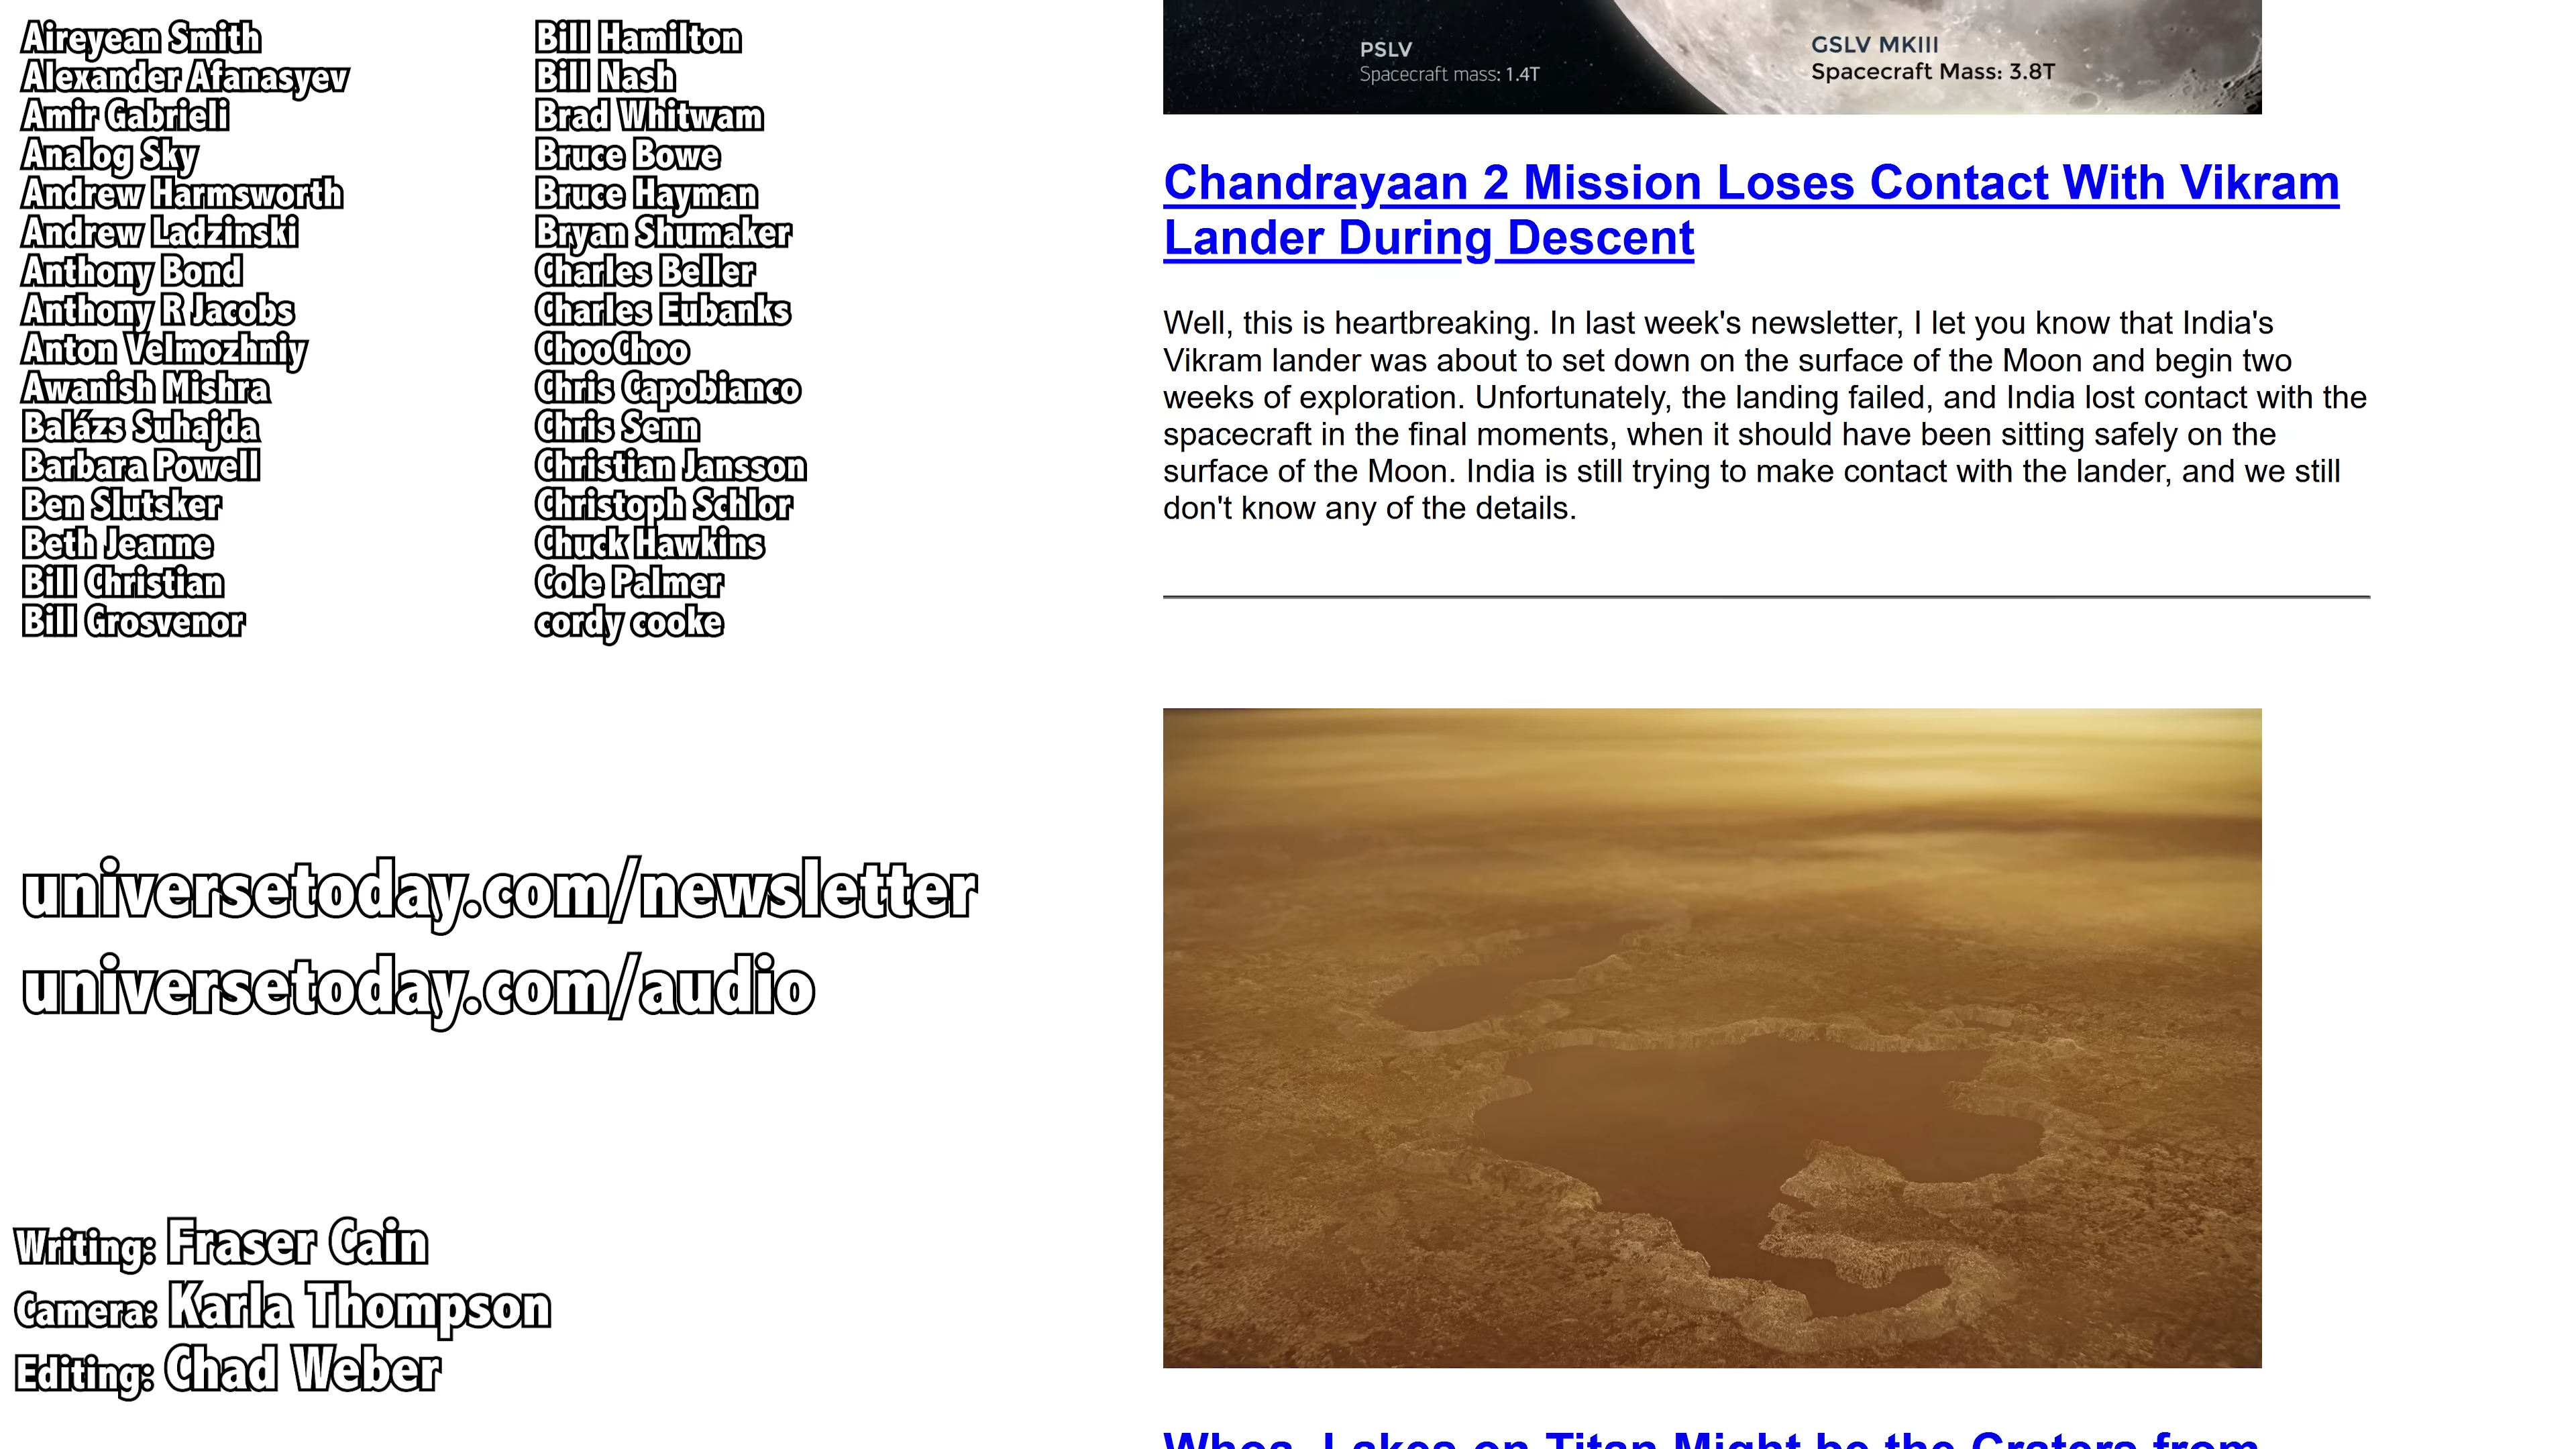 Aireyean Smith
Alexander Afanasyev
Amir Gabrieli
Analog Sky
Andrew Harmsworth
Andrew Ladzinski
Anthony Bond
Anthony R Jacobs
Anton Velmozhniy
Awanish Mishra
Balázs Suhajda
Barbara Powell
Ben Slutsker
Beth Jeanne
Bill Christian
Bill Grosvenor
Bill Hamilton
Bill Nash
Brad Whitwam
Bruce Bowe
Bruce Hayman
Bryan Shumaker
Charles Beller
Charles Eubanks
ChooChoo
Chris Capobianco
Chris Senn
Christian Jansson
Christoph Schlor
Chuck Hawkins
Cole Palmer
cordy cooke
universetoday.com/newsletter
universetoday.com/audio
Writing: Fraser Cain
Camera: Karla Thompson
Editing: Chad Weber
PSLV
Spacecraft mass: 1.4T
GSLV MKIII
Spacecraft Mass: 3.8T
Chandrayaan 2 Mission Loses Contact With Vikram
Lander During Descent
Well, this is heartbreaking. In last week's newsletter, I let you know that India's
Vikram lander was about to set down on the surface of the Moon and begin two
weeks of exploration. Unfortunately, the landing failed, and India lost contact with the
spacecraft in the final moments, when it should have been sitting safely on the
surface of the Moon. India is still trying to make contact with the lander, and we still
don't know any of the details.
Whoa, Lakes on Titan Might be the Craters from